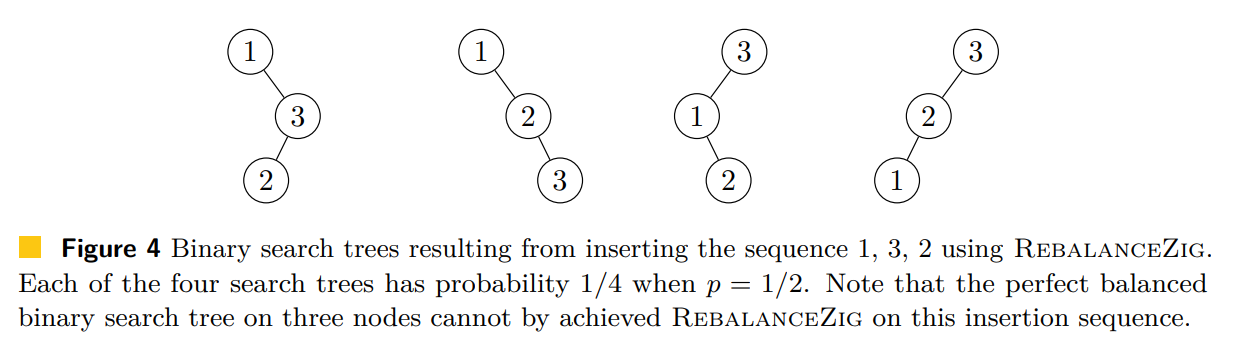 1 1 3 3
3 2 1 2
2 3 2 1
Figure 4 Binary search trees resulting from inserting the sequence 1, 3, 2 using REBALANCEZIG.
Each of the four search trees has probability 1/4 when p = 1/2. Note that the perfect balanced
binary search tree on three nodes cannot by achieved REBALANCEZIG on this insertion sequence.